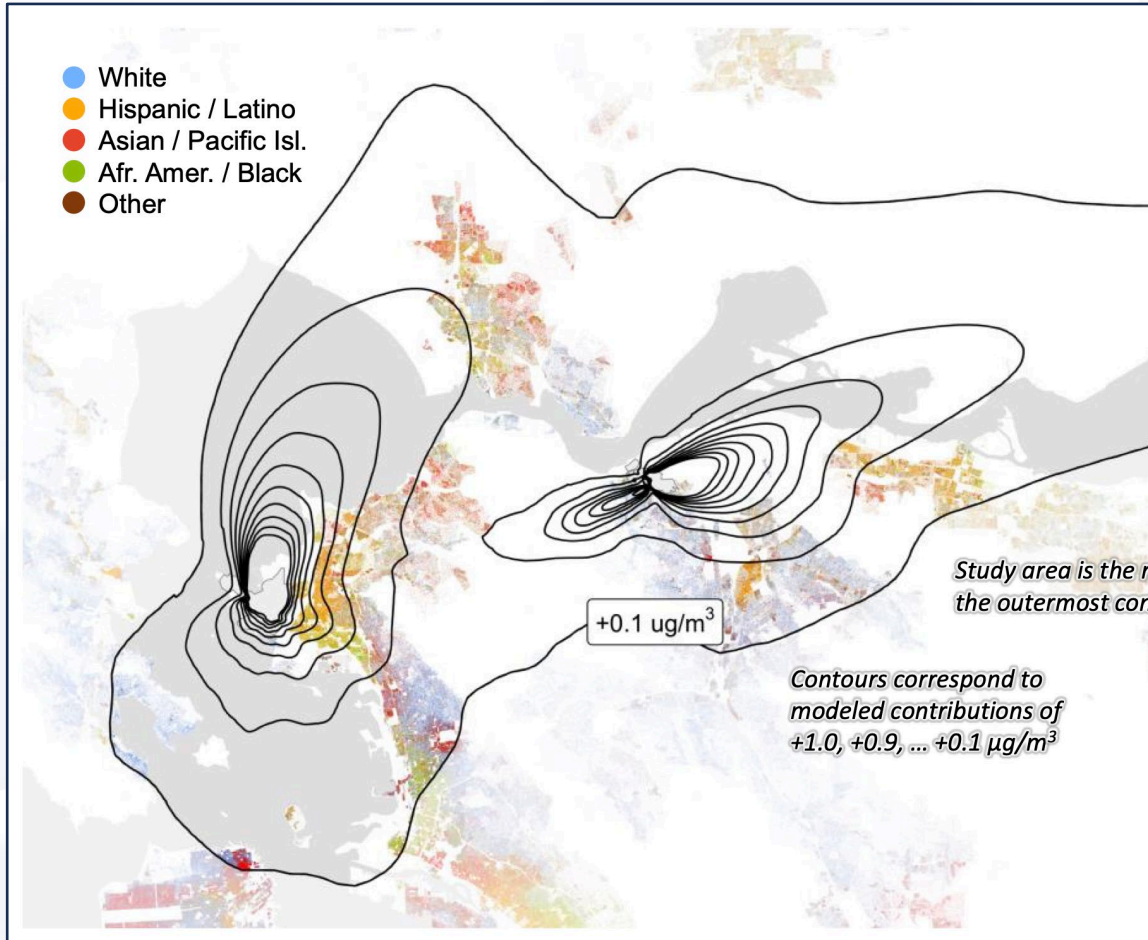 White
Hispanic / Latino
Asian / Pacific Isl.
Afr. Amer. / Black
Other
Study area is the
the outermost
+0.1 ug/m³
Contours correspond to
modeled contributions of
+1.0, +0.9, ... +0.1 µg/m³